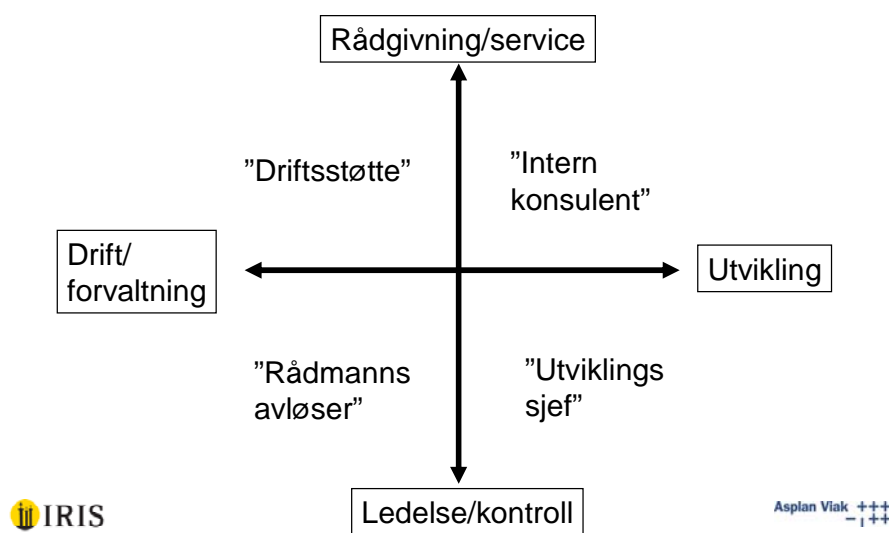 Rådgivning/service
”Driftsstøtte”
”Intern
konsulent”
Drift/
forvaltning
Utvikling
”Rådmanns
avløser”
”Utviklings
sjef”
IRIS
Ledelse/kontroll
Asplan Viak